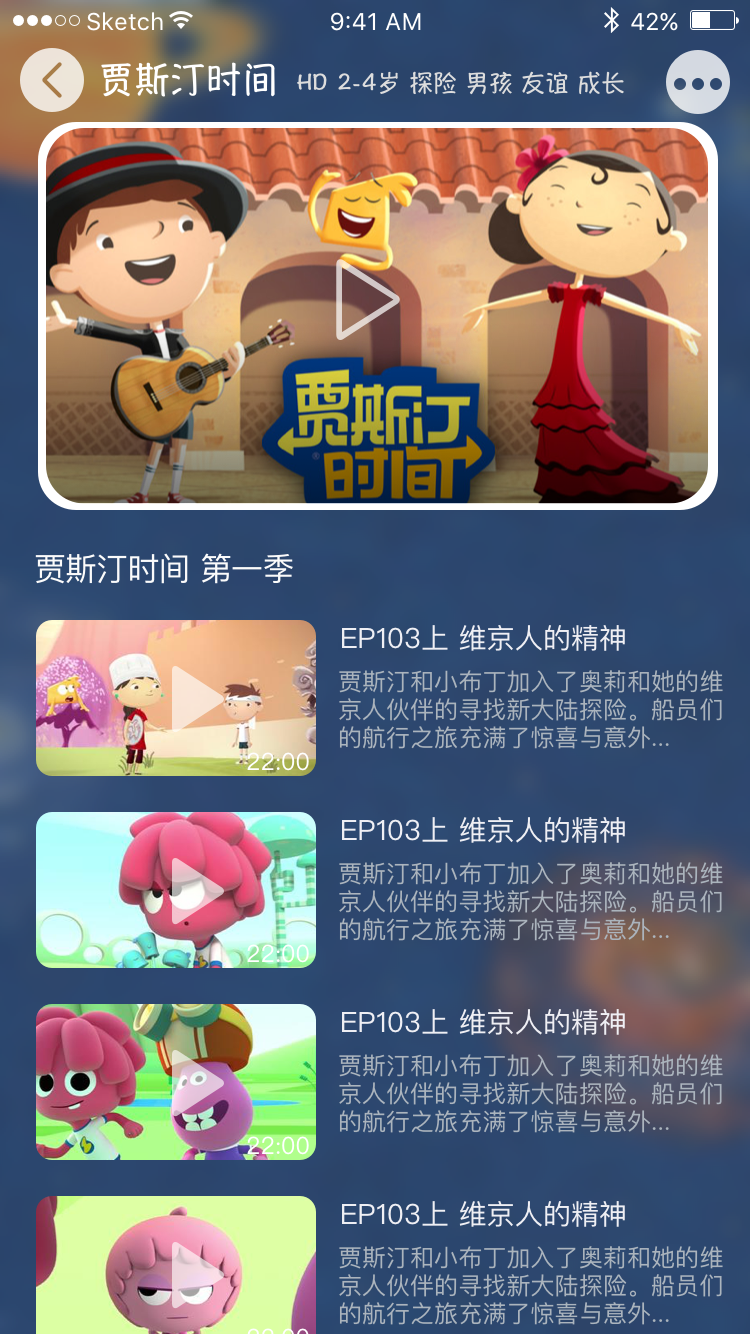 Sketch 9:41 AM 42%
贾斯汀时间 HD 2-4岁 探险 男孩 友谊 成长
贾斯汀
时间
贾斯汀时间 第一季
EP103上 维京人的精神
贾斯汀和小布丁加入了奥莉和她的维
京人伙伴的寻找新大陆探险。船员们
的航行之旅充满了惊喜与意外...
22:00
EP103上 维京人的精神
贾斯汀和小布丁加入了奥莉和她的维
京人伙伴的寻找新大陆探险。船员们
的航行之旅充满了惊喜与意外...
22:00
EP103上 维京人的精神
贾斯汀和小布丁加入了奥莉和她的维
京人伙伴的寻找新大陆探险。船员们
的航行之旅充满了惊喜与意外...
22:00
EP103上 维京人的精神
贾斯汀和小布丁加入了奥莉和她的维
京人伙伴的寻找新大陆探险。船员们
的航行之旅充满了惊喜与意外...